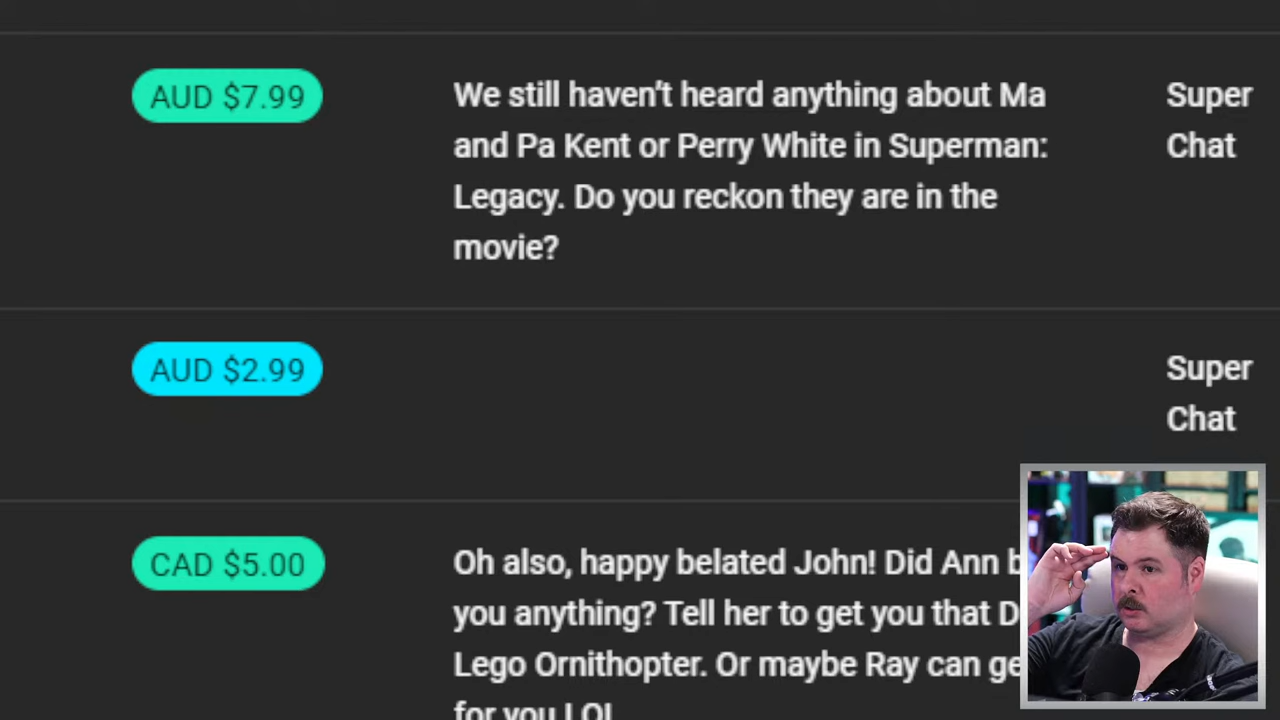 AUD $7.99
We still haven't heard anything about Ma
and Pa Kent or Perry White in Superman:
Legacy. Do you reckon they are in the
movie?
Super
Chat
AUD $2.99
Super
Chat
CAD $5.00
Oh also, happy belated John! Did Ann
you anything? Tell her to get you that
Lego Ornithopter. Or maybe Ray can
for you LOL